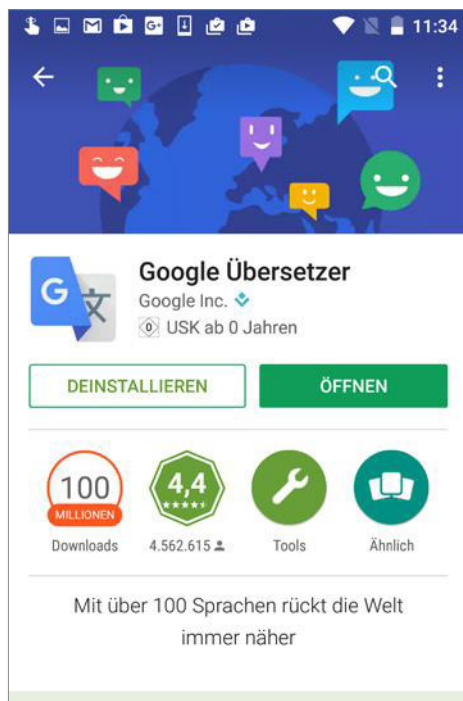 11:34
Google Übersetzer
Google Inc.
0 USK ab 0 Jahren
DEINSTALLIEREN
ÖFFNEN
100
MILLIONEN
Downloads
4,4
4.562.615
Tools
Ähnlich
Mit über 100 Sprachen rückt die Welt
immer näher